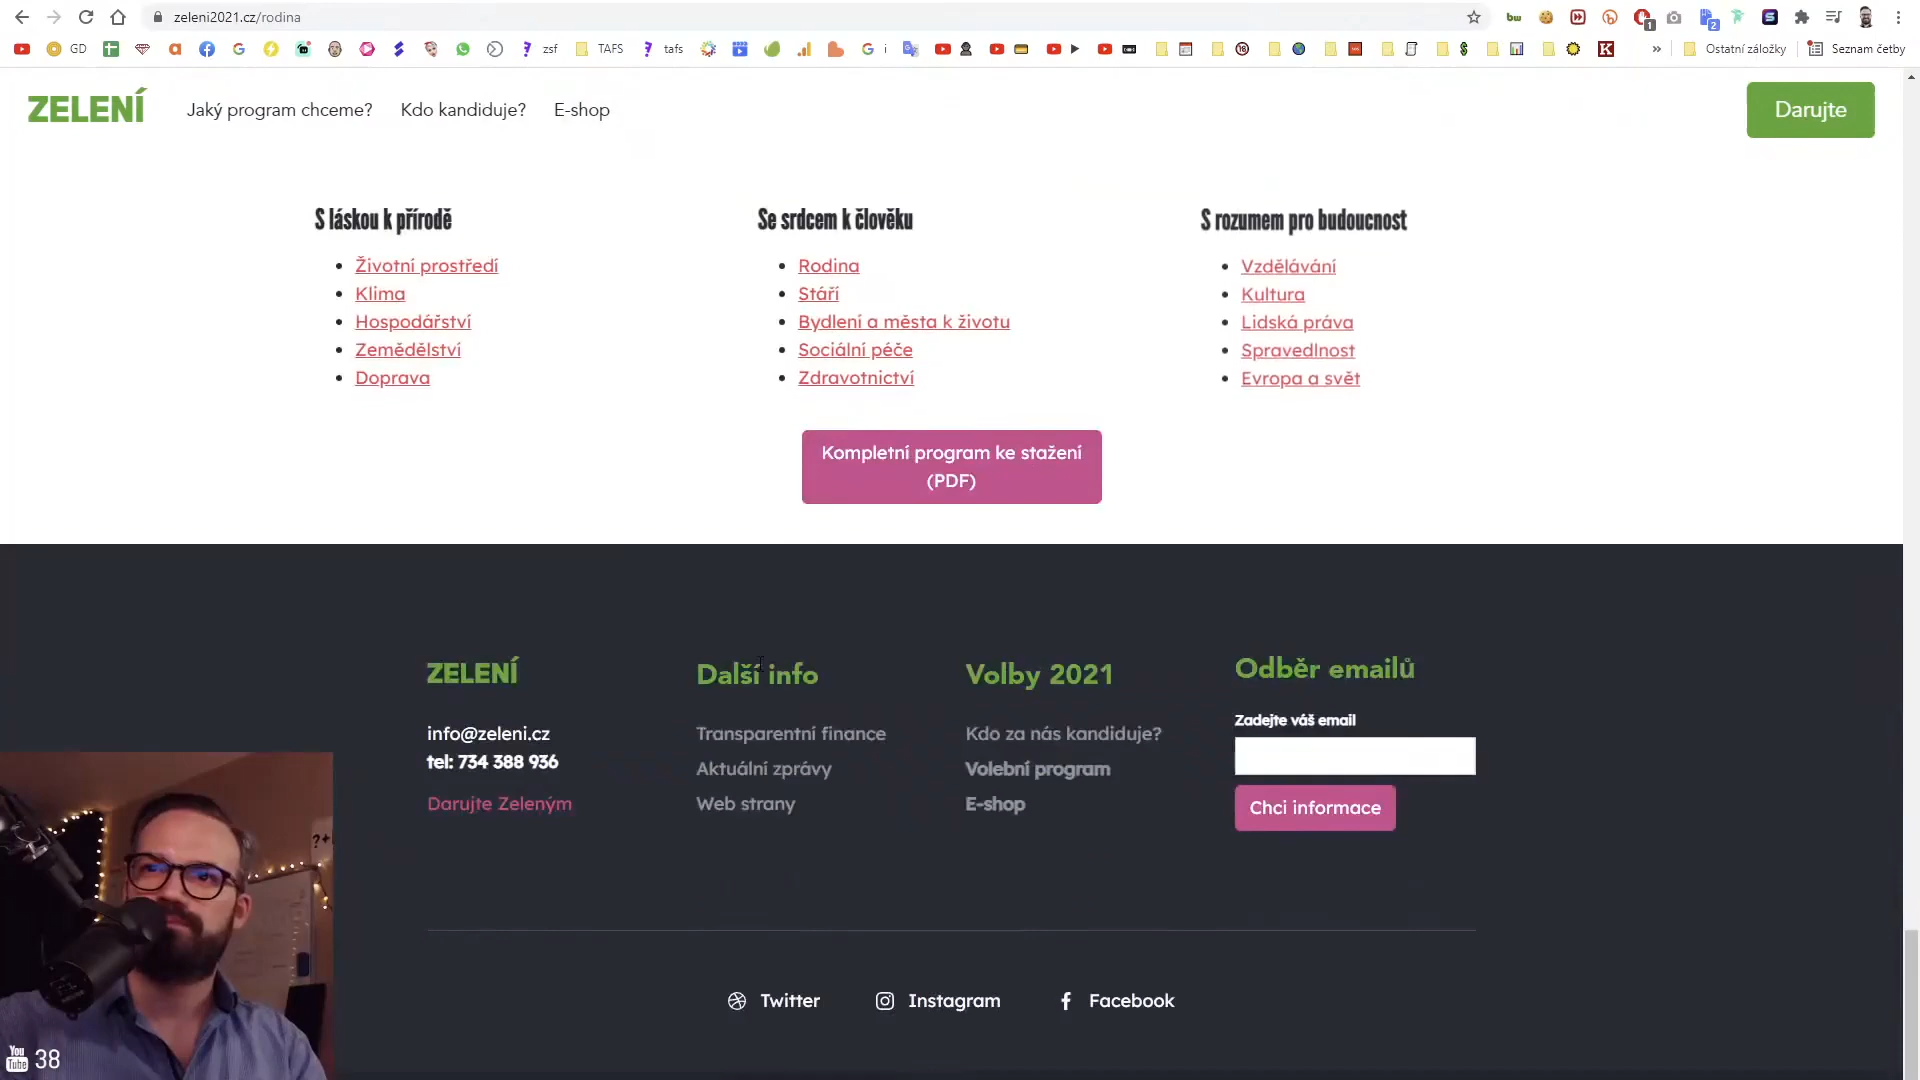 zeleni2021.cz/rodina
GD
zsf
TAFS
tafs
i
Ostatní záložky
Seznam četby
ZELENÍ
Jaký program chceme?
Kdo kandiduje?
E-shop
Darujte
S láskou k přírodě
Životní prostředí
Klima
Hospodářství
Zemědělství
Doprava
Se srdcem k člověku
Rodina
Stáří
Bydlení a města k životu
Sociální péče
Zdravotnictví
S rozumem pro budoucnost
Vzdělávání
Kultura
Lidská práva
Spravedlnost
Evropa a svět
Kompletní program ke stažení
(PDF)
ZELENÍ
info@zeleni.cz
tel: 734 388 936
Darujte Zeleným
Další info
Transparentní finance
Aktuální zprávy
Web strany
Volby 2021
Kdo za nás kandiduje?
Volební program
E-shop
Odběr emailů
Zadejte váš email
Chci informace
Twitter
Instagram
Facebook
You
Tube
38